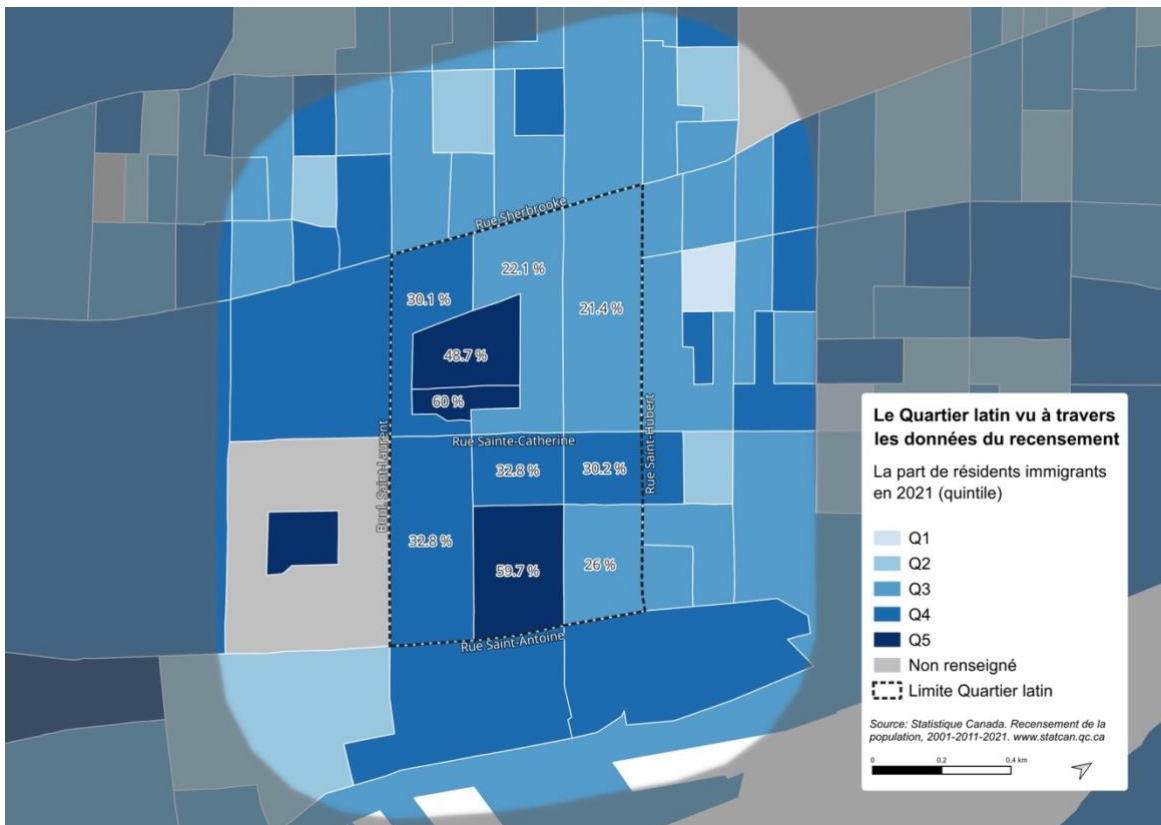 Rue Sherbrooke
22.1 %
30.1 %
21.4 %
48.7 %
60 %
Boul. Saint-Laurent
Rue Sainte-Catherine
Rue Saint-Hubert
32.8 %
30.2 %
32.8 %
59.7 %
26 %
Rue Saint-Antoine
Le Quartier latin vu à travers
les données du recensement
La part de résidents immigrants
en 2021 (quintile)
Q1
Q2
Q3
Q4
Q5
Non renseigné
Limite Quartier latin
Source: Statistique Canada. Recensement de la
population, 2001-2011-2021. www.statcan.qc.ca
0 0,2 0,4 km